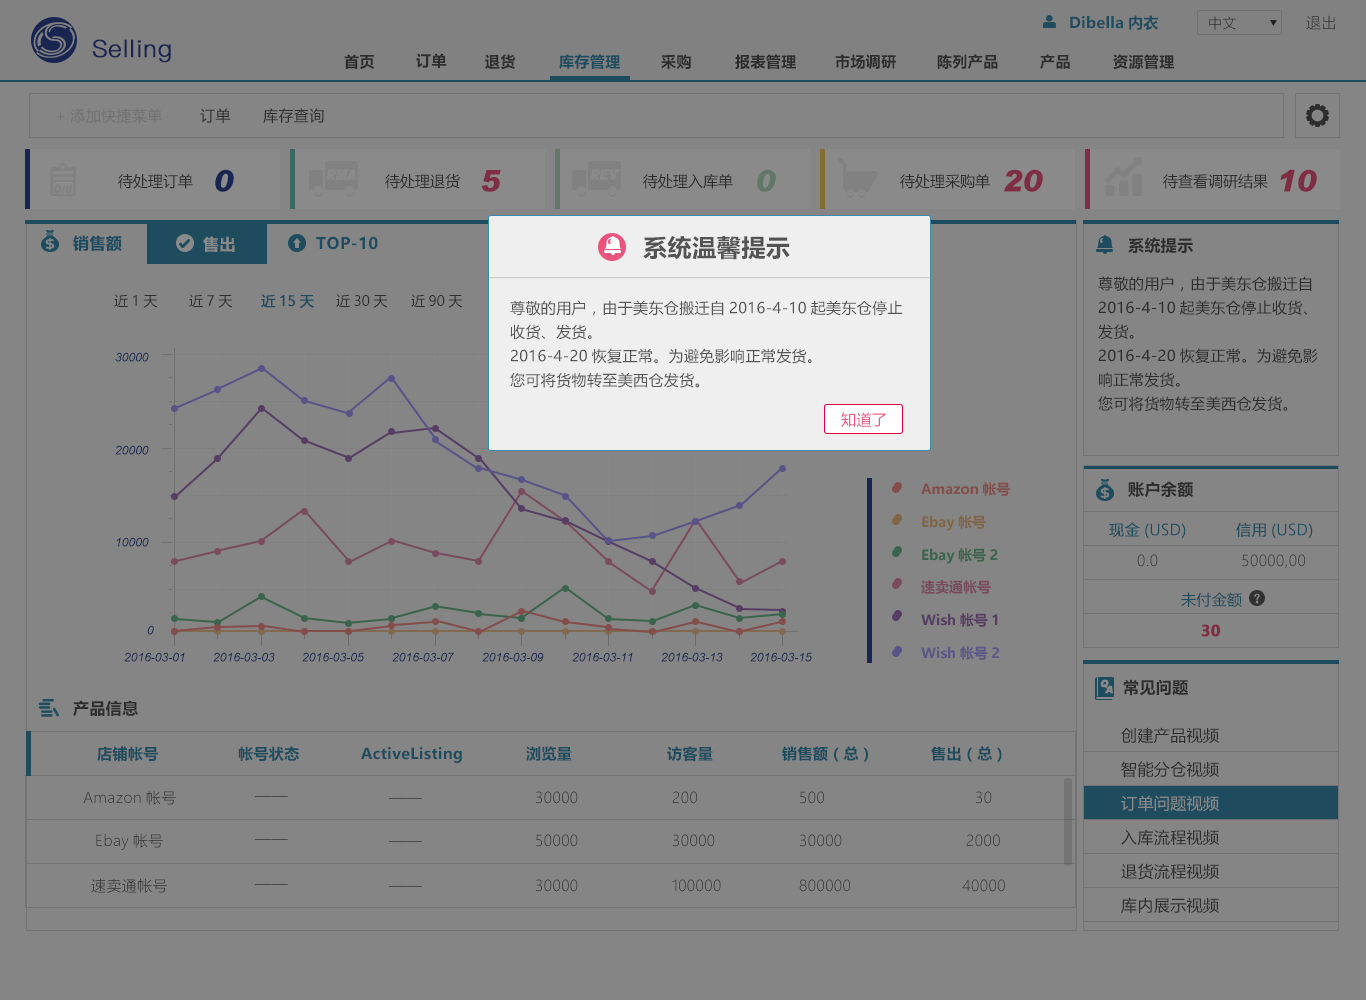 Selling
Dibella 内衣
中文
退出
首页 订单 退货 库存管理 采购 报表管理 市场调研 陈列产品 产品 资源管理
+ 添加快捷菜单 订单 库存查询
Ord
待处理订单 0
RMA
待处理退货 5
REV
待处理入库单 0
待处理采购单 20
待查看调研结果 10
销售额 售出 TOP-10
近 1 天 近 7 天 近 15 天 近 30 天 近 90 天
30000
20000
10000
0
2016-03-01 2016-03-03 2016-03-05 2016-03-07 2016-03-09 2016-03-11 2016-03-13 2016-03-15
Amazon 帐号
Ebay 帐号
Ebay 帐号 2
速卖通帐号
Wish 帐号 1
Wish 帐号 2
系统温馨提示
尊敬的用户，由于美东仓搬迁自 2016-4-10 起美东仓停止
收货、发货。
2016-4-20 恢复正常。为避免影响正常发货。
您可将货物转至美西仓发货。
知道了
系统提示
尊敬的用户，由于美东仓搬迁自
2016-4-10 起美东仓停止收货、
发货。
2016-4-20 恢复正常。为避免影
响正常发货。
您可将货物转至美西仓发货。
账户余额
现金 (USD) 信用 (USD)
0.0 50000,00
未付金额 ?
30
常见问题
创建产品视频
智能分仓视频
订单问题视频
入库流程视频
退货流程视频
库内展示视频
产品信息
店铺帐号 帐号状态 ActiveListing 浏览量 访客量 销售额（总） 售出（总）
Amazon 帐号 —— —— 30000 200 500 30
Ebay 帐号 —— —— 50000 30000 30000 2000
速卖通帐号 —— —— 30000 100000 800000 40000